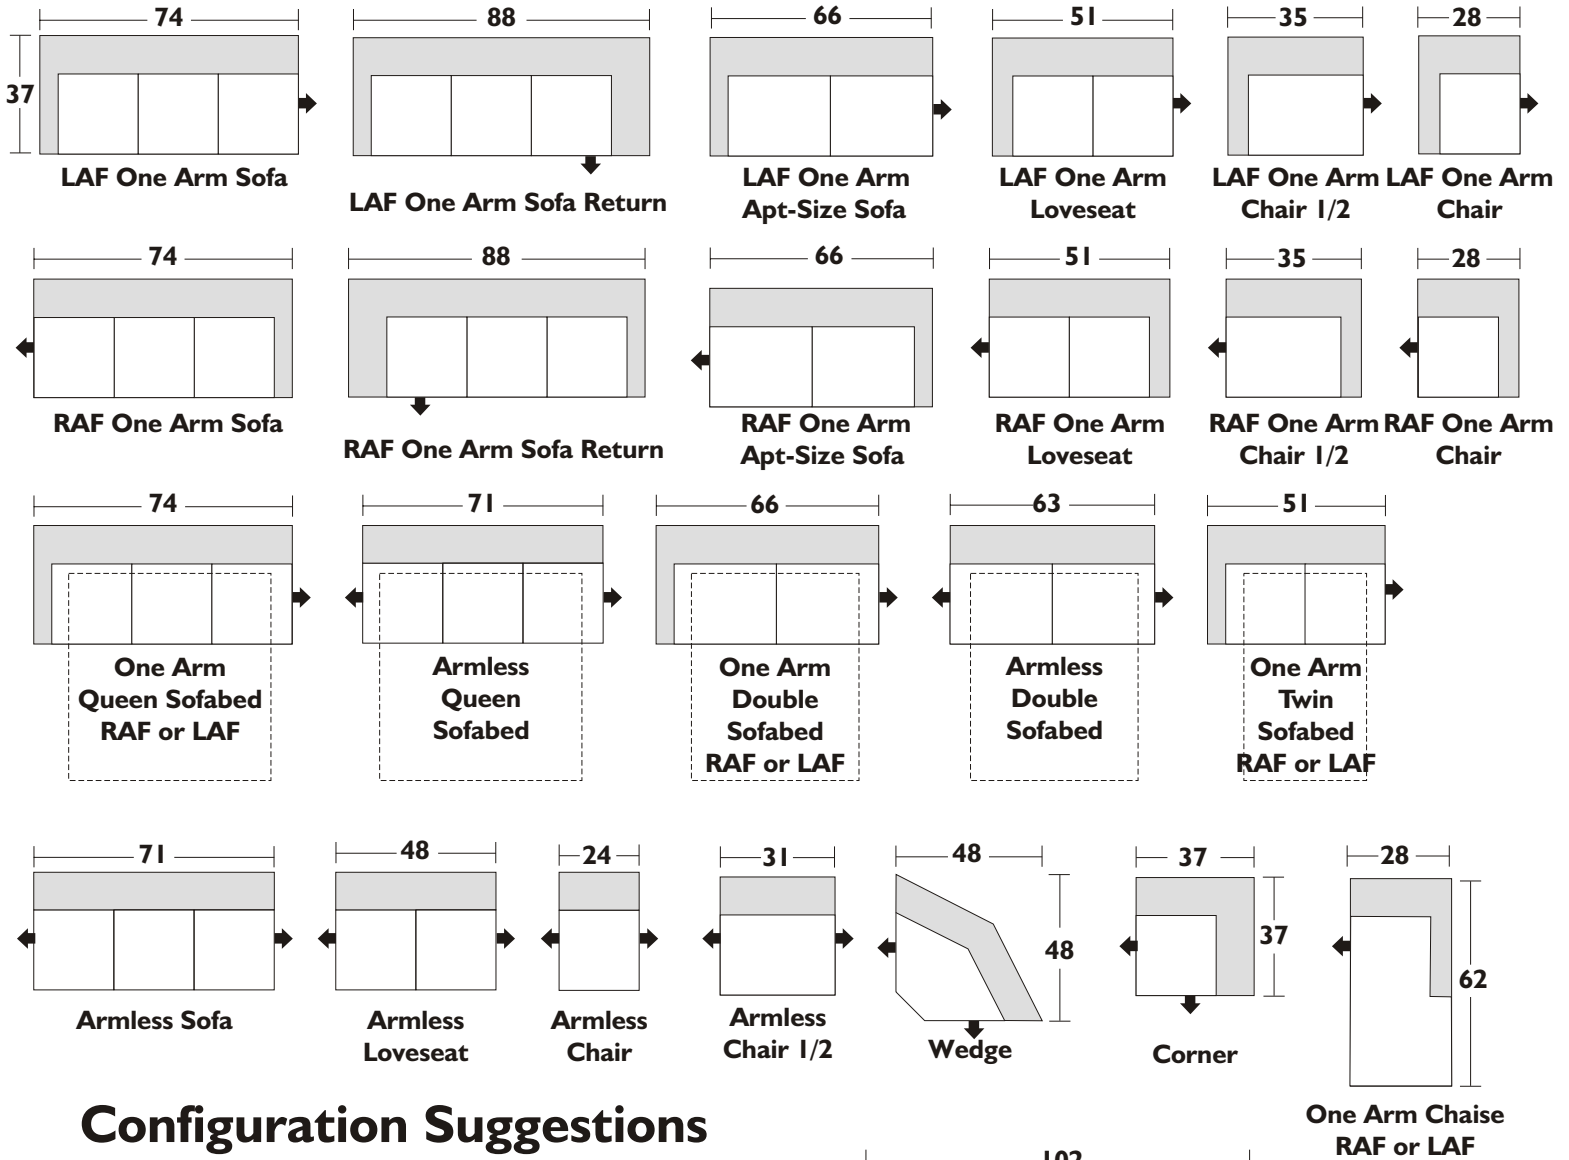 74
88
66
51
35
28
37
LAF One Arm Sofa
LAF One Arm Sofa Return
LAF One Arm
Apt-Size Sofa
LAF One Arm
Loveseat
LAF One Arm
Chair 1/2
LAF One Arm
Chair
74
88
66
51
35
28
RAF One Arm Sofa
RAF One Arm Sofa Return
RAF One Arm
Apt-Size Sofa
RAF One Arm
Loveseat
RAF One Arm
Chair 1/2
RAF One Arm
Chair
74
71
66
63
51
One Arm
Queen Sofabed
RAF or LAF
Armless
Queen
Sofabed
One Arm
Double
Sofabed
RAF or LAF
Armless
Double
Sofabed
One Arm
Twin
Sofabed
RAF or LAF
71
48
24
31
48
37
28
48
37
62
Armless Sofa
Armless
Loveseat
Armless
Chair
Armless
Chair 1/2
Wedge
Corner
One Arm Chaise
RAF or LAF
Configuration Suggestions